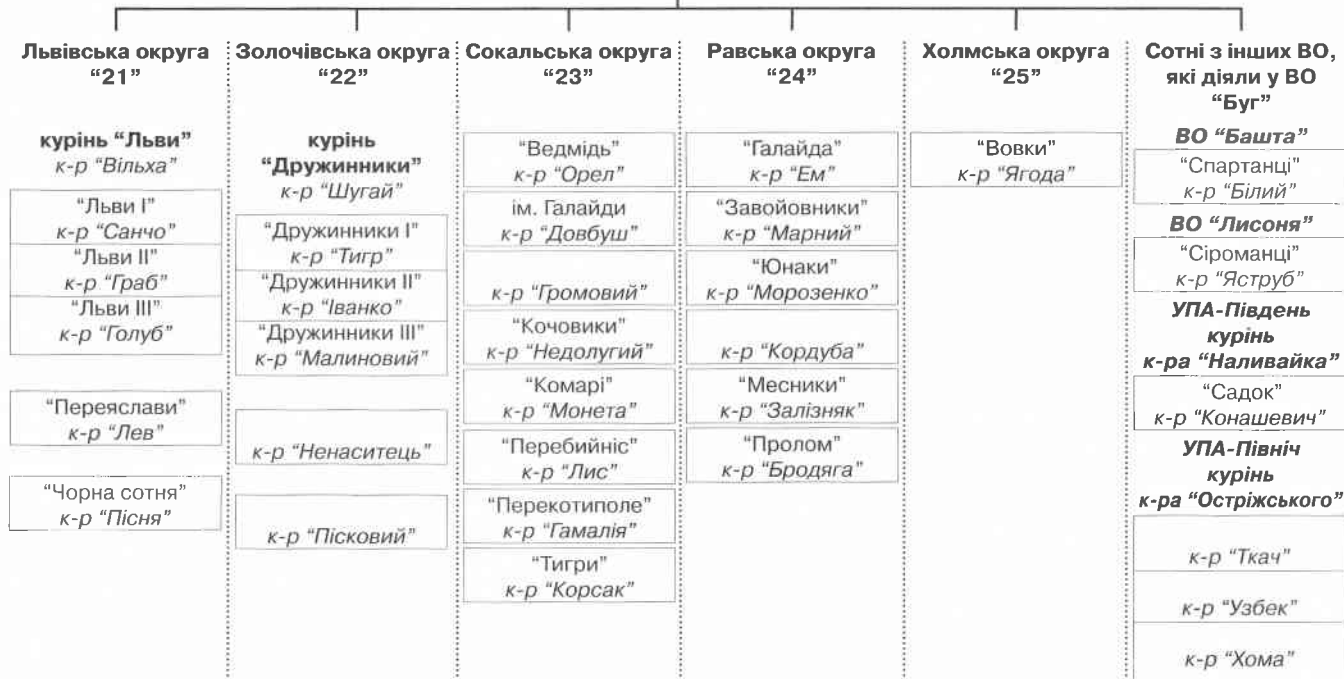 Львівська округа
“21”
курінь “Льви”
к-р “Вільха”
“Льви І”
к-р “Санчо”
“Льви ІІ”
к-р “Граб”
“Льви ІІІ”
к-р “Голуб”
“Переяслави”
к-р “Лев”
“Чорна сотня”
к-р “Пісня”
Золочівська округа
“22”
курінь
“Дружинники”
к-р “Шугай”
“Дружинники І”
к-р “Тигр”
“Дружинники ІІ”
к-р “Іванко”
“Дружинники ІІІ”
к-р “Малиновий”
к-р “Ненаситець”
к-р “Пісковий”
Сокальська округа
“23”
“Ведмідь”
к-р “Орел”
ім. Галайди
к-р “Довбуш”
к-р “Громовий”
“Кочовики”
к-р “Недолугий”
“Комарі”
к-р “Монета”
“Перебийніс”
к-р “Лис”
“Перекотиполе”
к-р “Гамалія”
“Тигри”
к-р “Корсак”
Равська округа
“24”
“Галайда”
к-р “Ем”
“Завойовники”
к-р “Марний”
“Юнаки”
к-р “Морозенко”
к-р “Кордуба”
“Месники”
к-р “Залізняк”
“Пролом”
к-р “Бродяга”
Холмська округа
“25”
“Вовки”
к-р “Ягода”
Сотні з інших ВО,
які діяли у ВО
“Буг”
ВО “Башта”
“Спартанці”
к-р “Білий”
ВО “Лисоня”
“Сіроманці”
к-р “Яструб”
УПА-Південь
курінь
к-ра “Наливайка”
“Садок”
к-р “Конашевич”
УПА-Північ
курінь
к-ра “Остріжського”
к-р “Ткач”
к-р “Узбек”
к-р “Хома”